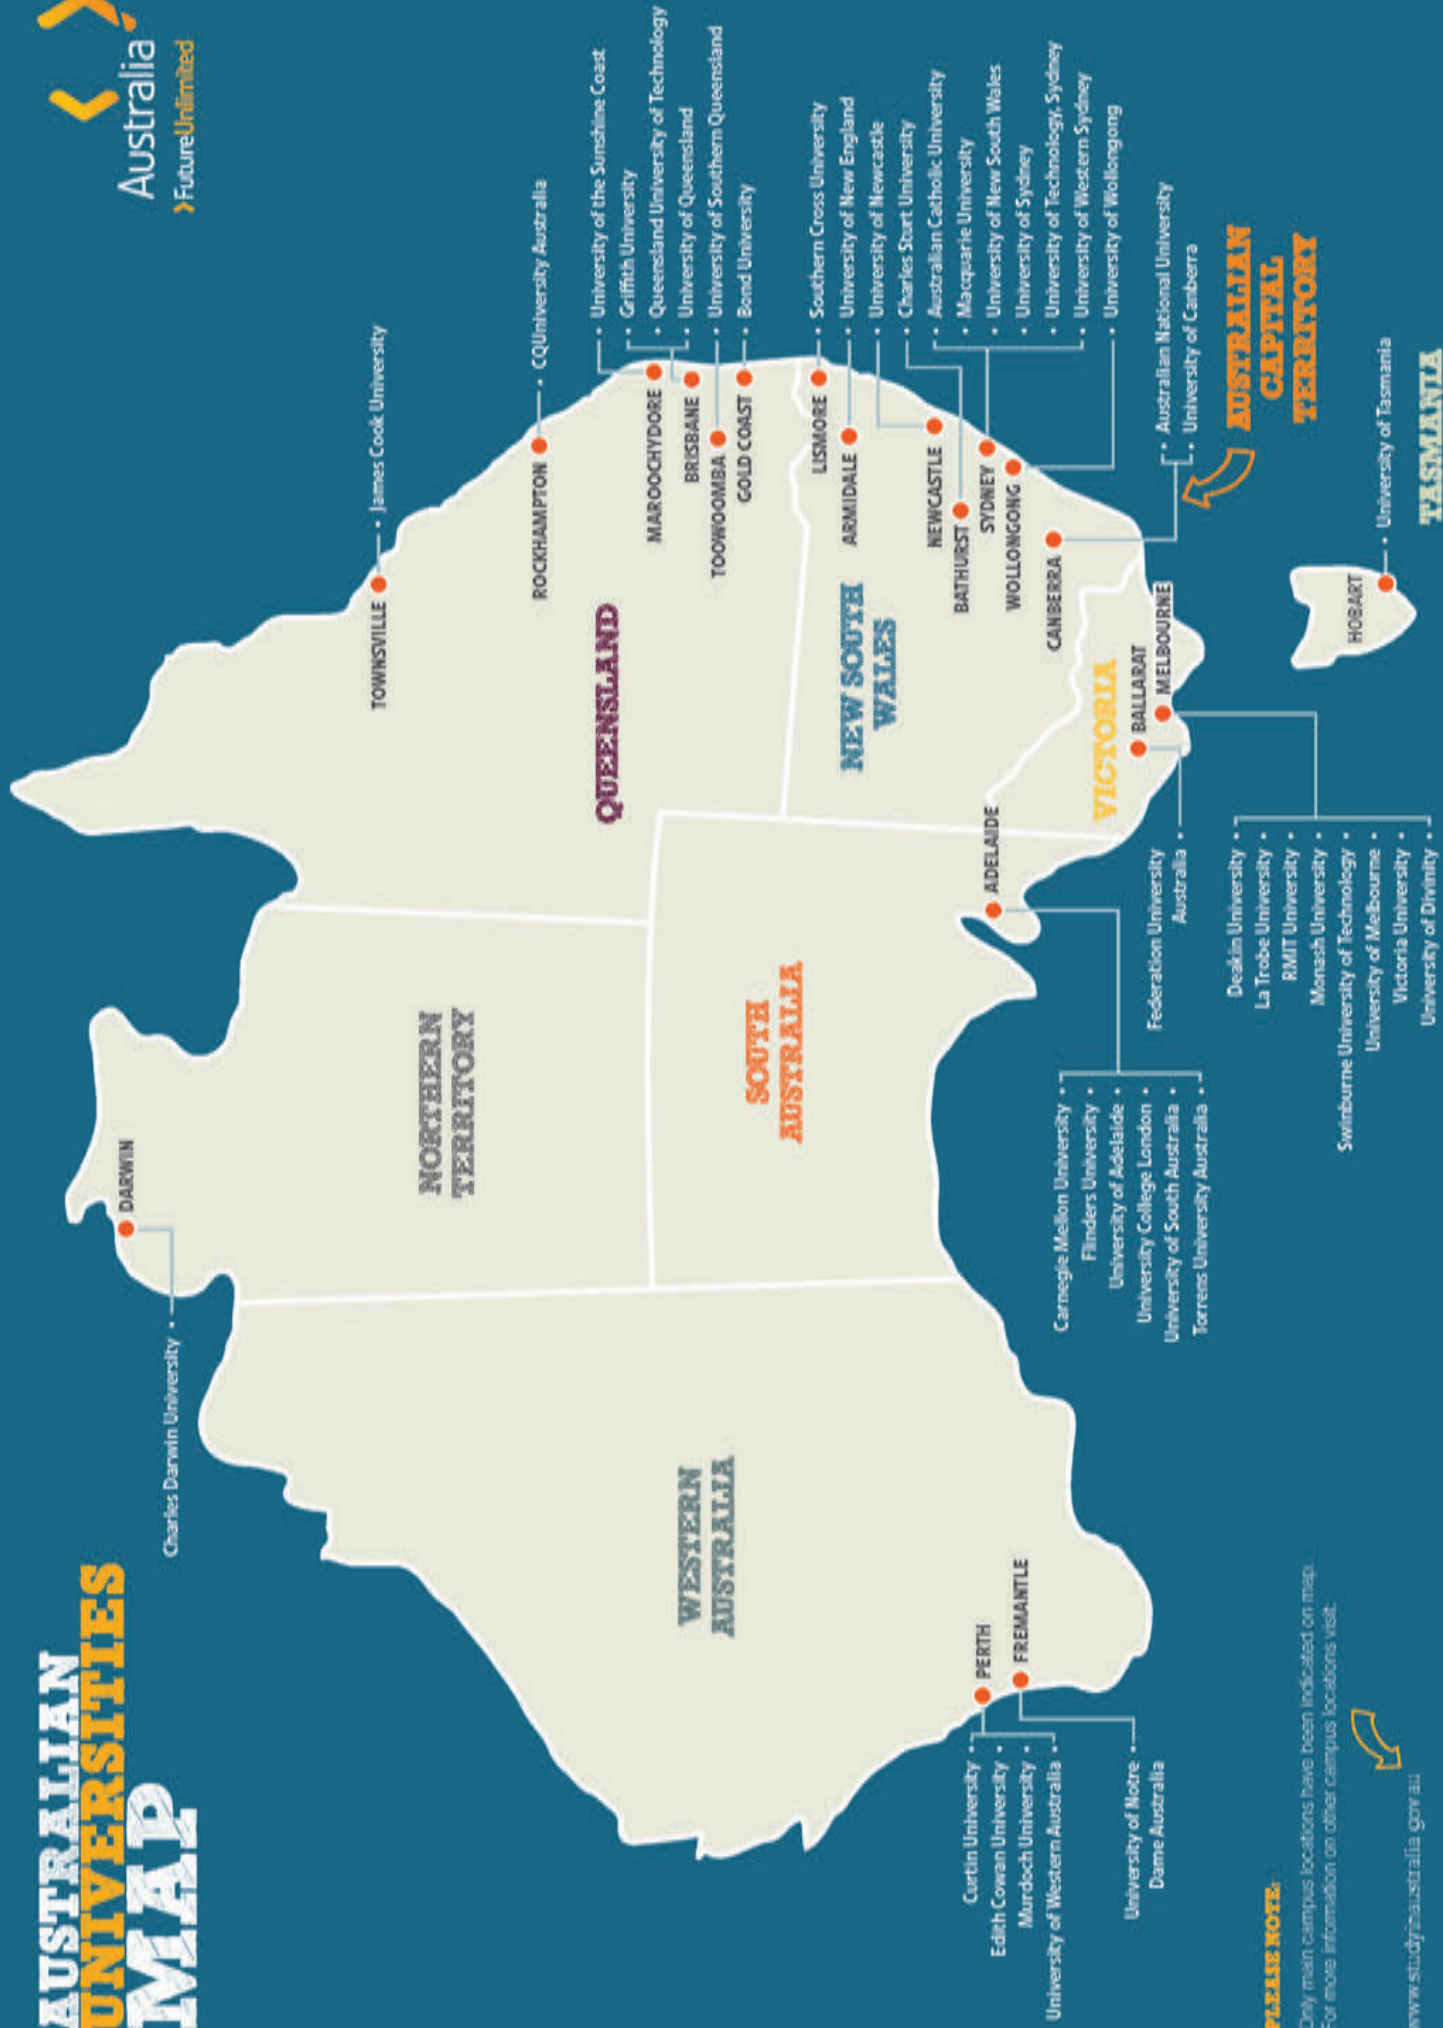 AUSTRALIAN
UNIVERSITIES
MAP
Australia
FutureUnlimited
Charles Darwin University
DARWIN
NORTHERN
TERRITORY
TOWNSVILLE
James Cook University
ROCKHAMPTON
CQUniversity Australia
QUEENSLAND
University of the Sunshine Coast
Griffith University
Queensland University of Technology
University of Queensland
University of Southern Queensland
Bond University
MAROOCHYDORE
BRISBANE
TOOWOOMBA
GOLD COAST
WESTERN
AUSTRALIA
SOUTH
AUSTRALIA
NEW SOUTH
WALES
LISMORE
ARMIDALE
NEWCASTLE
BATHURST
SYDNEY
WOLLONGONG
CANBERRA
Southern Cross University
University of New England
University of Newcastle
Charles Sturt University
Australian Catholic University
Macquarie University
University of New South Wales
University of Sydney
University of Technology, Sydney
University of Western Sydney
University of Wollongong
Australian National University
University of Canberra
AUSTRALIAN
CAPITAL
TERRITORY
PERTH
FREMANTLE
Curtin University
Edith Cowan University
Murdoch University
University of Western Australia
University of Notre
Dame Australia
ADELAIDE
Carnegie Mellon University
Flinders University
University of Adelaide
University College London
University of South Australia
Torrens University Australia
VICTORIA
BALLARAT
MELBOURNE
Federation University
Australia
Deakin University
La Trobe University
RMIT University
Monash University
Swinburne University of Technology
University of Melbourne
Victoria University
University of Divinity
HOBART
University of Tasmania
TASMANIA
PLEASE NOTE:
Only main campus locations have been indicated on map.
For more information on other campus locations visit:
www.studyinaustralia.gov.au